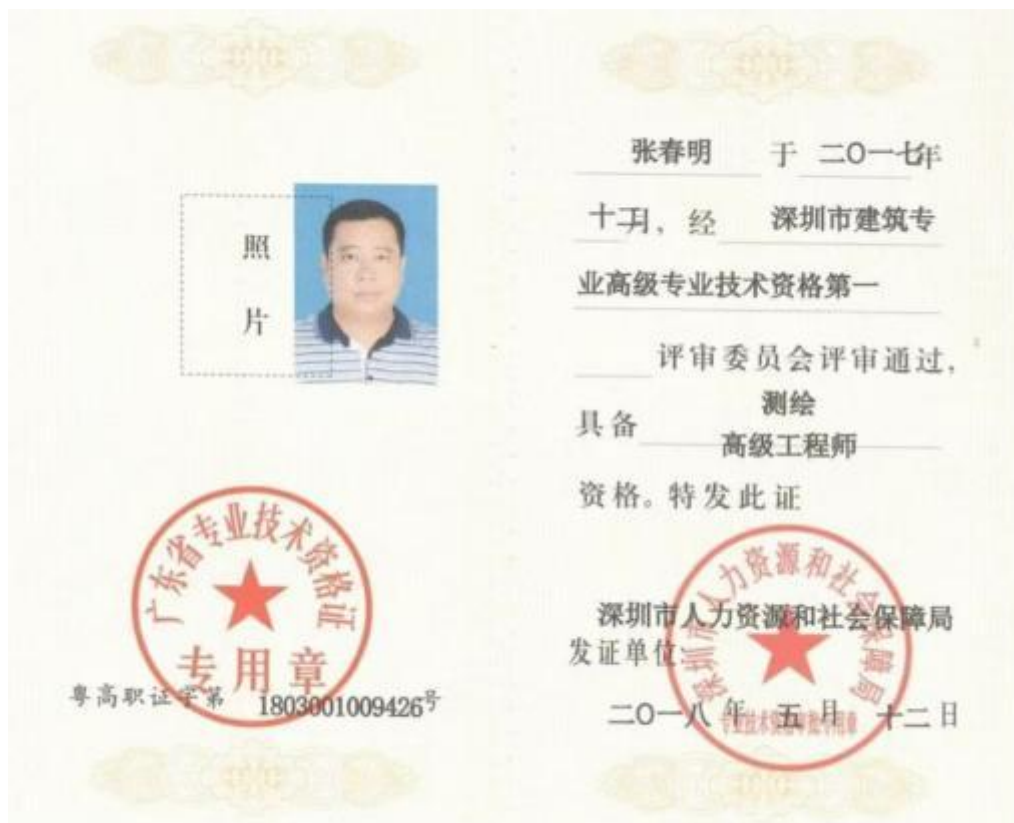 照
片
广东省专业技术资格证
专用章
粤高职证字第 1803001009426号
张春明 于 二〇一七年
十二月，经 深圳市建筑专
业高级专业技术资格第一
评审委员会评审通过，
测绘
具备
高级工程师
资格。特发此证
深圳市人力资源和社会保障局
深圳市人力资源和社会保障局
发证单位：
二〇一八年 五月 十二日